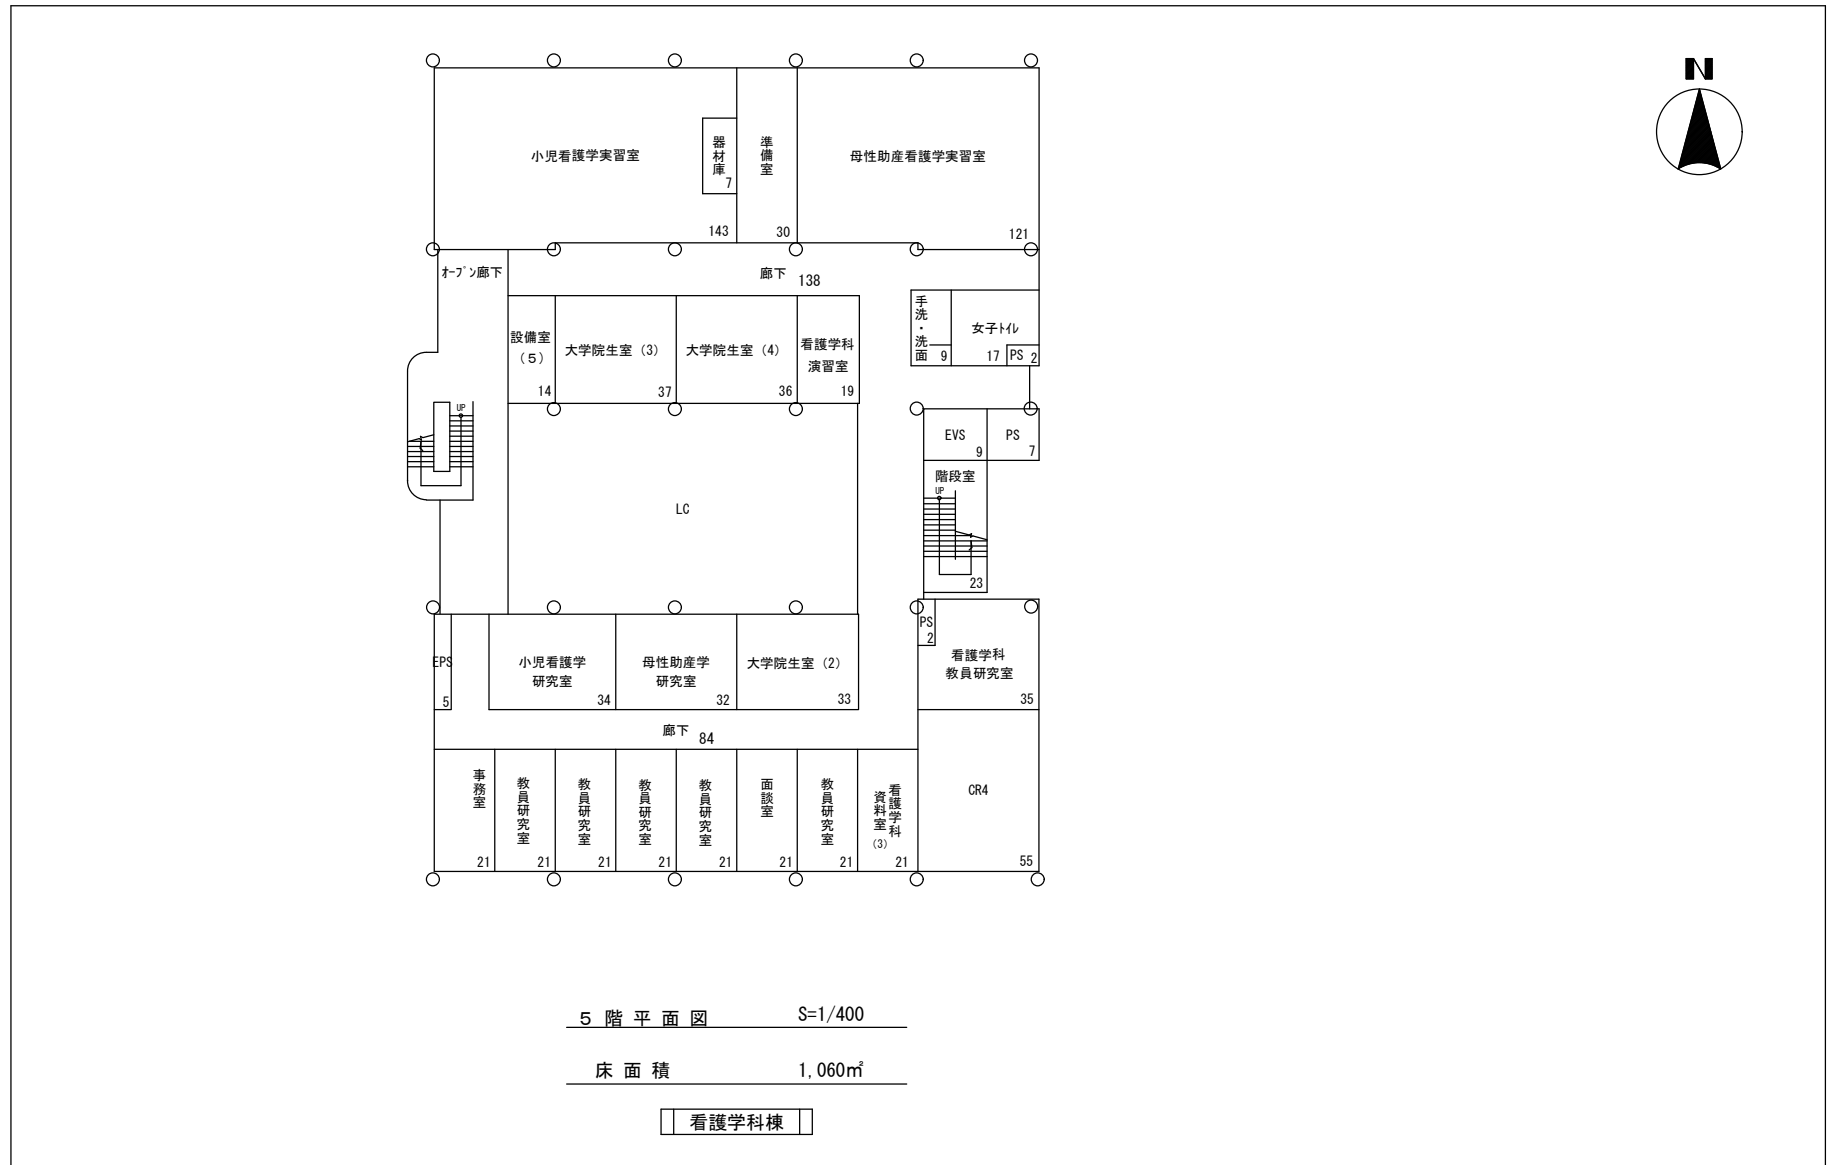 N
小児看護学実習室
器材庫
7
準備室
母性助産看護学実習室
143
30
121
ｵｰﾌﾟﾝ廊下
廊下 138
設備室
（5）
14
大学院生室（3）
37
大学院生室（4）
36
看護学科
演習室
19
手洗・洗面
9
女子ﾄｲﾚ
17
PS 2
UP
EVS
9
PS
7
階段室
UP
23
LC
EPS
5
小児看護学
研究室
34
母性助産学
研究室
32
大学院生室（2）
33
PS
2
看護学科
教員研究室
35
廊下 84
事務室
21
教員研究室
21
教員研究室
21
教員研究室
21
教員研究室
21
面談室
21
教員研究室
21
看護学科
資料室
(3)
21
CR4
55
５階平面図 S=1/400
床面積 1,060㎡
看護学科棟